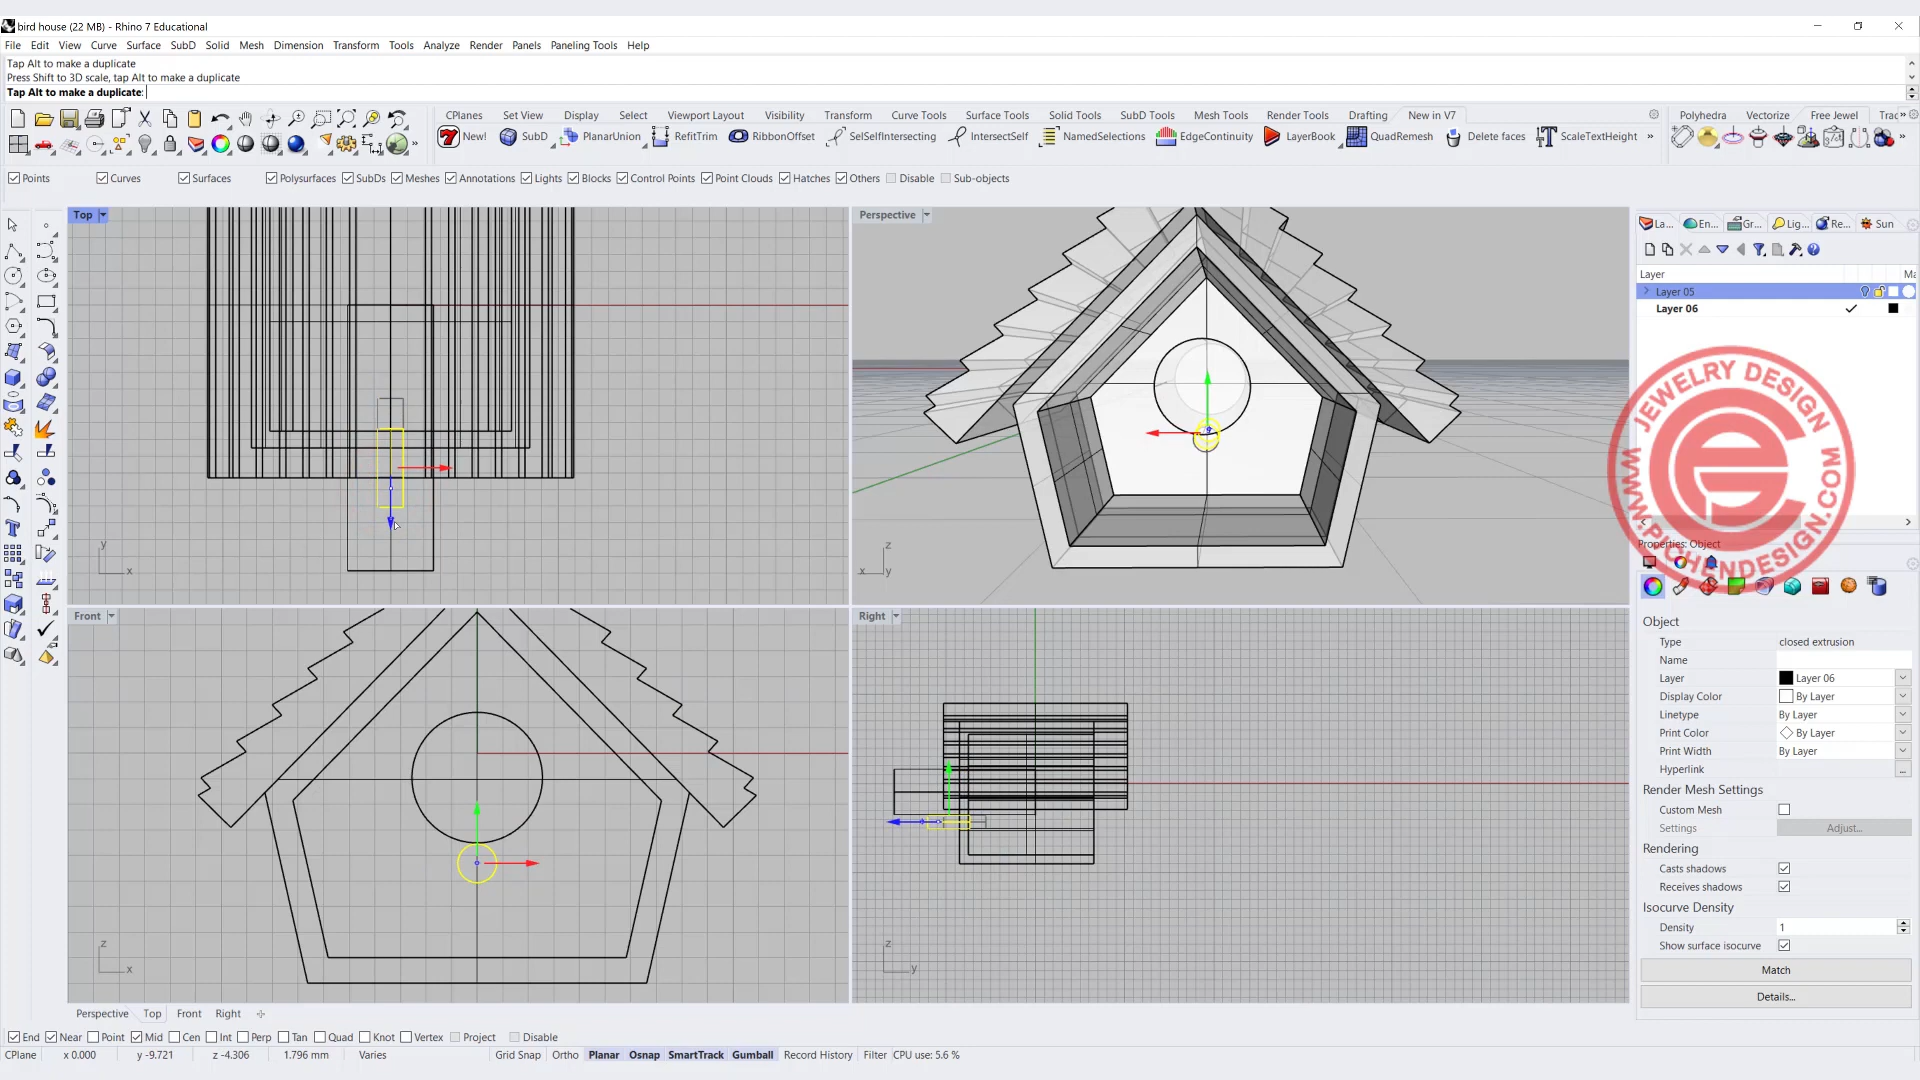 bird house (22 MB) - Rhino 7 Educational
File Edit View Curve Surface SubD Solid Mesh Dimension Transform Tools Analyze Render Panels Paneling Tools Help
Tap Alt to make a duplicate
Press Shift to 3D scale, tap Alt to make a duplicate
Tap Alt to make a duplicate:
CPlanes Set View Display Select Viewport Layout Visibility Transform Curve Tools Surface Tools Solid Tools SubD Tools Mesh Tools Render Tools Drafting New in V7 Polyhedra Vectorize Free Jewel Trac
New! SubD PlanarUnion RefitTrim RibbonOffset SelSelfIntersecting IntersectSelf NamedSelections EdgeContinuity LayerBook QuadRemesh Delete faces ScaleTextHeight
Points Curves Surfaces Polysurfaces SubDs Meshes Annotations Lights Blocks Control Points Point Clouds Hatches Others Disable Sub-objects
Top
Perspective
La... En... Gr... Lig... Re... Sun
Layer Ma
Layer 05
Layer 06
JEWELRY DESIGN
WWW.PJCHENDESIGN.COM
y
x
z
x y
Properties: Object
Front
Right
Object
Type closed extrusion
Name
Layer Layer 06
Display Color By Layer
Linetype By Layer
Print Color By Layer
Print Width By Layer
Hyperlink ...
Render Mesh Settings
Custom Mesh
Settings Adjust...
Rendering
Casts shadows
Receives shadows
Isocurve Density
Density 1
Show surface isocurve
Match
Details...
z
x
z
y
Perspective Top Front Right
End Near Point Mid Cen Int Perp Tan Quad Knot Vertex Project Disable
CPlane x 0.000 y -9.721 z -4.306 1.796 mm Varies Grid Snap Ortho Planar Osnap SmartTrack Gumball Record History Filter CPU use: 5.6 %